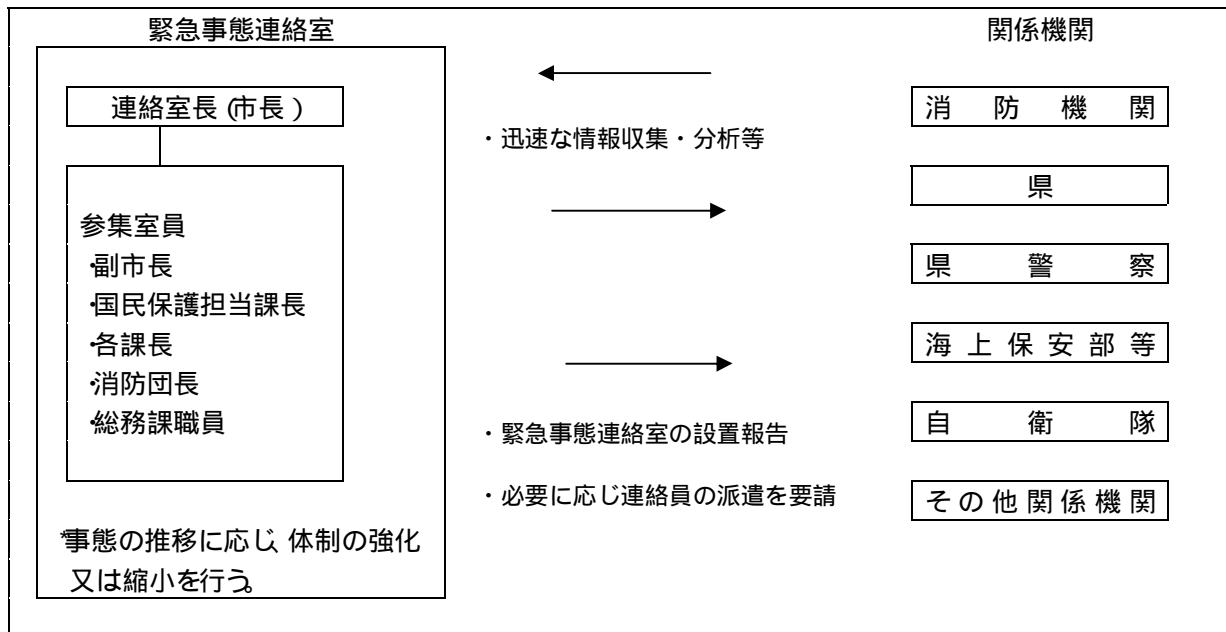 緊急事態連絡室
連絡室長(市長)
参集室員
・副市長
・国民保護担当課長
・各課長
・消防団長
・総務課職員
*事態の推移に応じ、体制の強化
又は縮小を行う。
・迅速な情報収集・分析等
・緊急事態連絡室の設置報告
・必要に応じ連絡員の派遣を要請
関係機関
消防機関
県
県警察
海上保安部等
自衛隊
その他関係機関